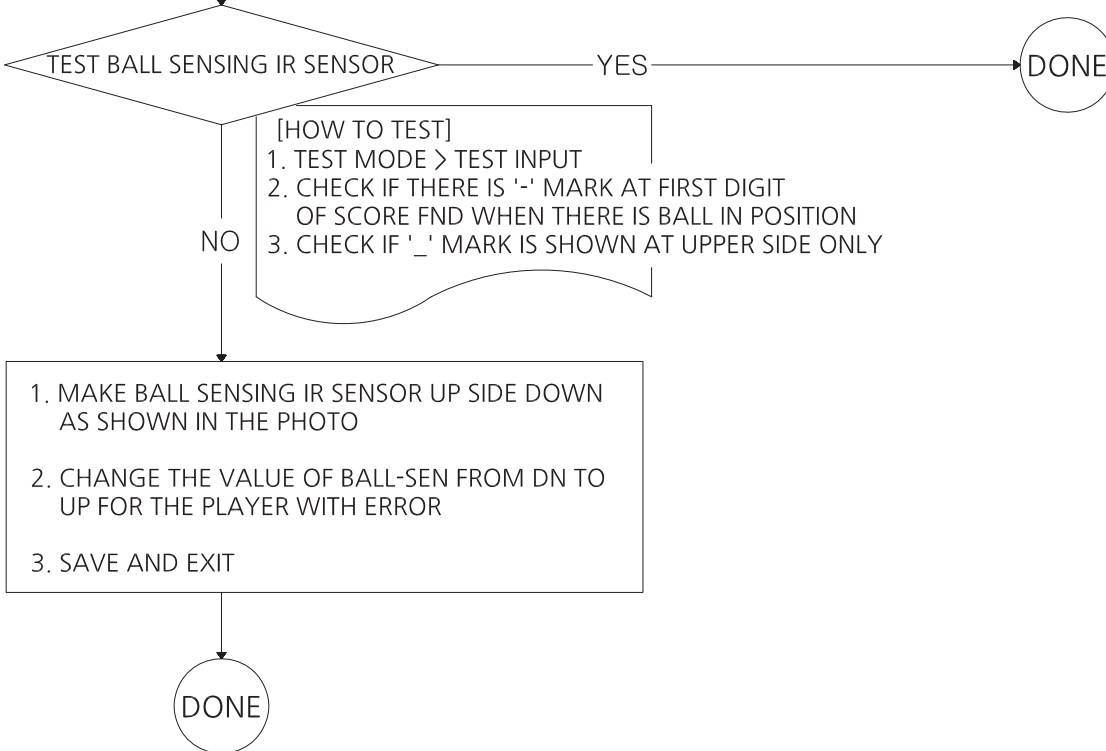 TEST BALL SENSING IR SENSOR
YES
DONE
[HOW TO TEST]
1. TEST MODE > TEST INPUT
2. CHECK IF THERE IS '-' MARK AT FIRST DIGIT
OF SCORE FND WHEN THERE IS BALL IN POSITION
3. CHECK IF '_' MARK IS SHOWN AT UPPER SIDE ONLY
NO
1. MAKE BALL SENSING IR SENSOR UP SIDE DOWN
AS SHOWN IN THE PHOTO
2. CHANGE THE VALUE OF BALL-SEN FROM DN TO
UP FOR THE PLAYER WITH ERROR
3. SAVE AND EXIT
DONE